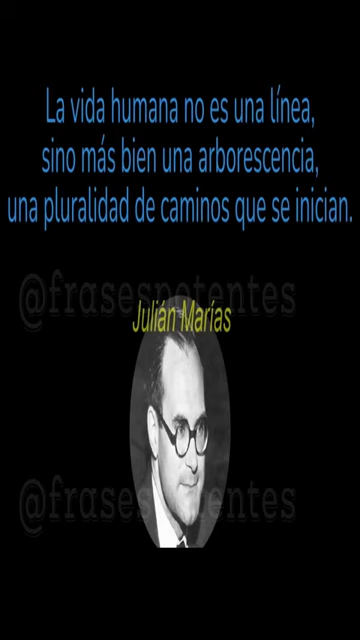 La vida humana no es una línea,
sino más bien una arborescencia,
una pluralidad de caminos que se inician.
@frasespotentes
Julián Marías
@frasespotentes